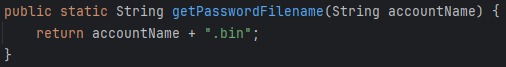 public static String getPasswordFilename(String accountName) {
    return accountName + ".bin";
}